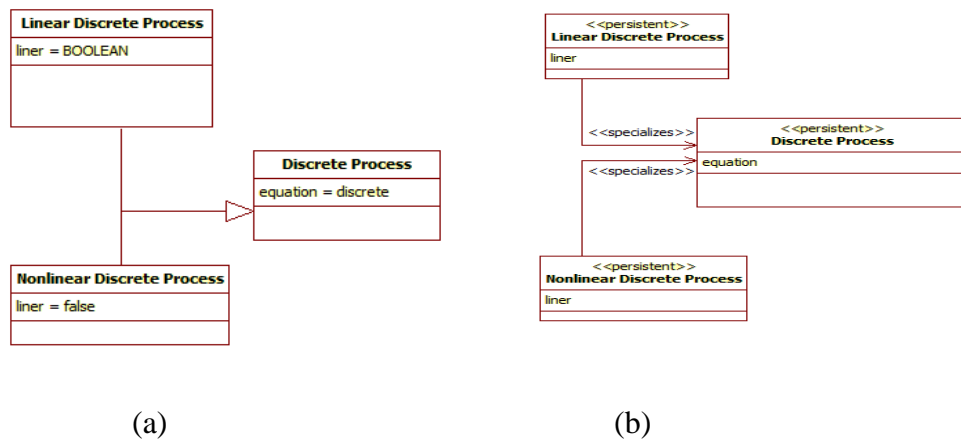 Linear Discrete Process
liner = BOOLEAN
Discrete Process
equation = discrete
Nonlinear Discrete Process
liner = false
(a)
<<persistent>>
Linear Discrete Process
liner
<<specializes>>
<<persistent>>
Discrete Process
equation
<<specializes>>
<<persistent>>
Nonlinear Discrete Process
liner
(b)